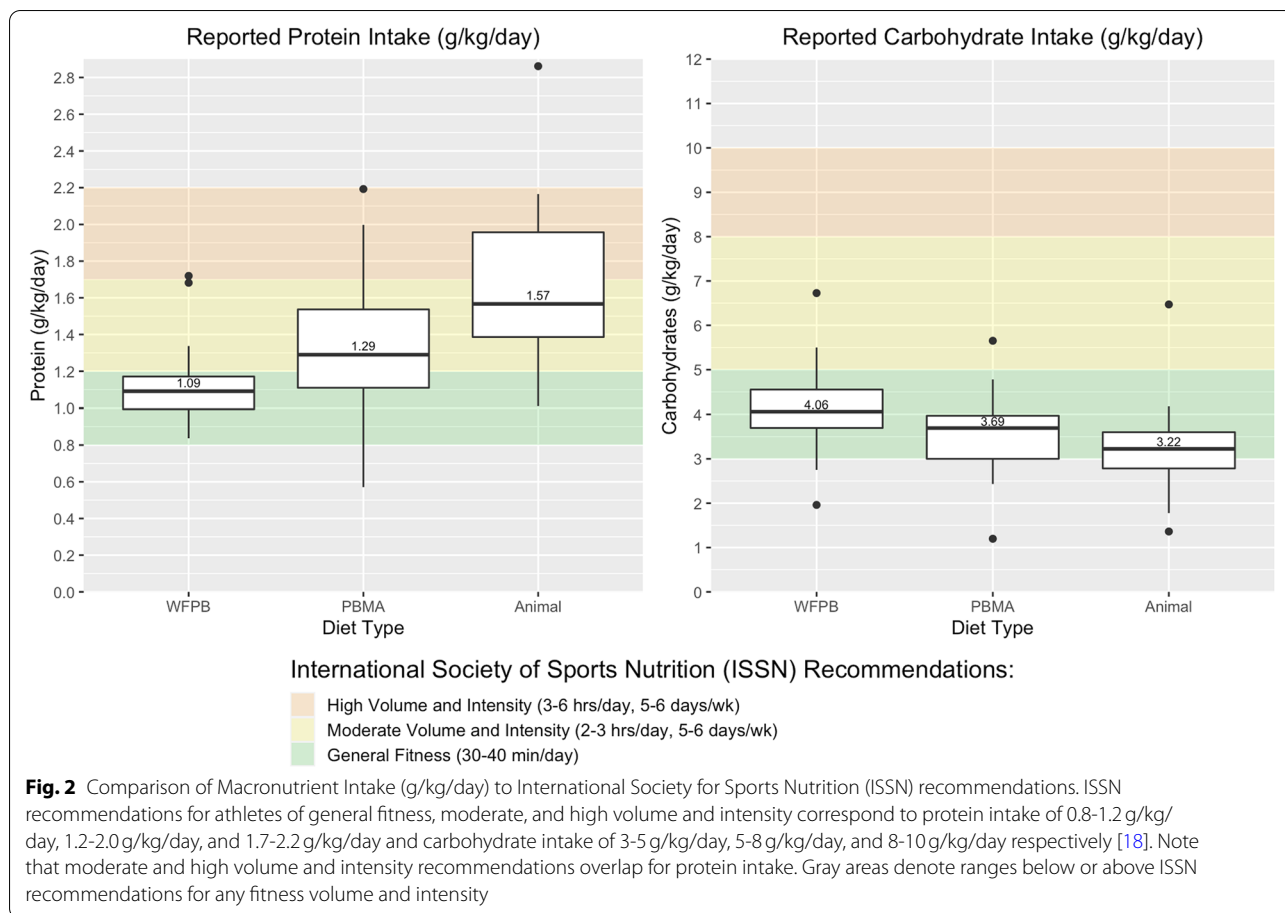 Reported Protein Intake (g/kg/day)
Protein (g/kg/day)
2.8
2.6
2.4
2.2
2.0
1.8
1.6
1.4
1.2
1.0
0.8
0.6
0.4
0.2
0.0
1.09
1.29
1.57
WFPB PBMA Animal
Diet Type
Reported Carbohydrate Intake (g/kg/day)
Carbohydrates (g/kg/day)
12
11
10
9
8
7
6
5
4
3
2
1
0
4.06
3.69
3.22
WFPB PBMA Animal
Diet Type
International Society of Sports Nutrition (ISSN) Recommendations:
High Volume and Intensity (3-6 hrs/day, 5-6 days/wk)
Moderate Volume and Intensity (2-3 hrs/day, 5-6 days/wk)
General Fitness (30-40 min/day)
Fig. 2 Comparison of Macronutrient Intake (g/kg/day) to International Society for Sports Nutrition (ISSN) recommendations. ISSN
recommendations for athletes of general fitness, moderate, and high volume and intensity correspond to protein intake of 0.8-1.2 g/kg/
day, 1.2-2.0 g/kg/day, and 1.7-2.2 g/kg/day and carbohydrate intake of 3-5 g/kg/day, 5-8 g/kg/day, and 8-10 g/kg/day respectively [18]. Note
that moderate and high volume and intensity recommendations overlap for protein intake. Gray areas denote ranges below or above ISSN
recommendations for any fitness volume and intensity